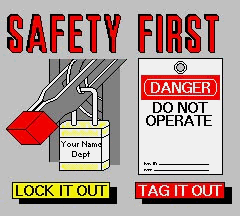 SAFETY FIRST
DANGER
DO NOT
OPERATE
Your Name
Dept
LOCK IT OUT
TAG IT OUT